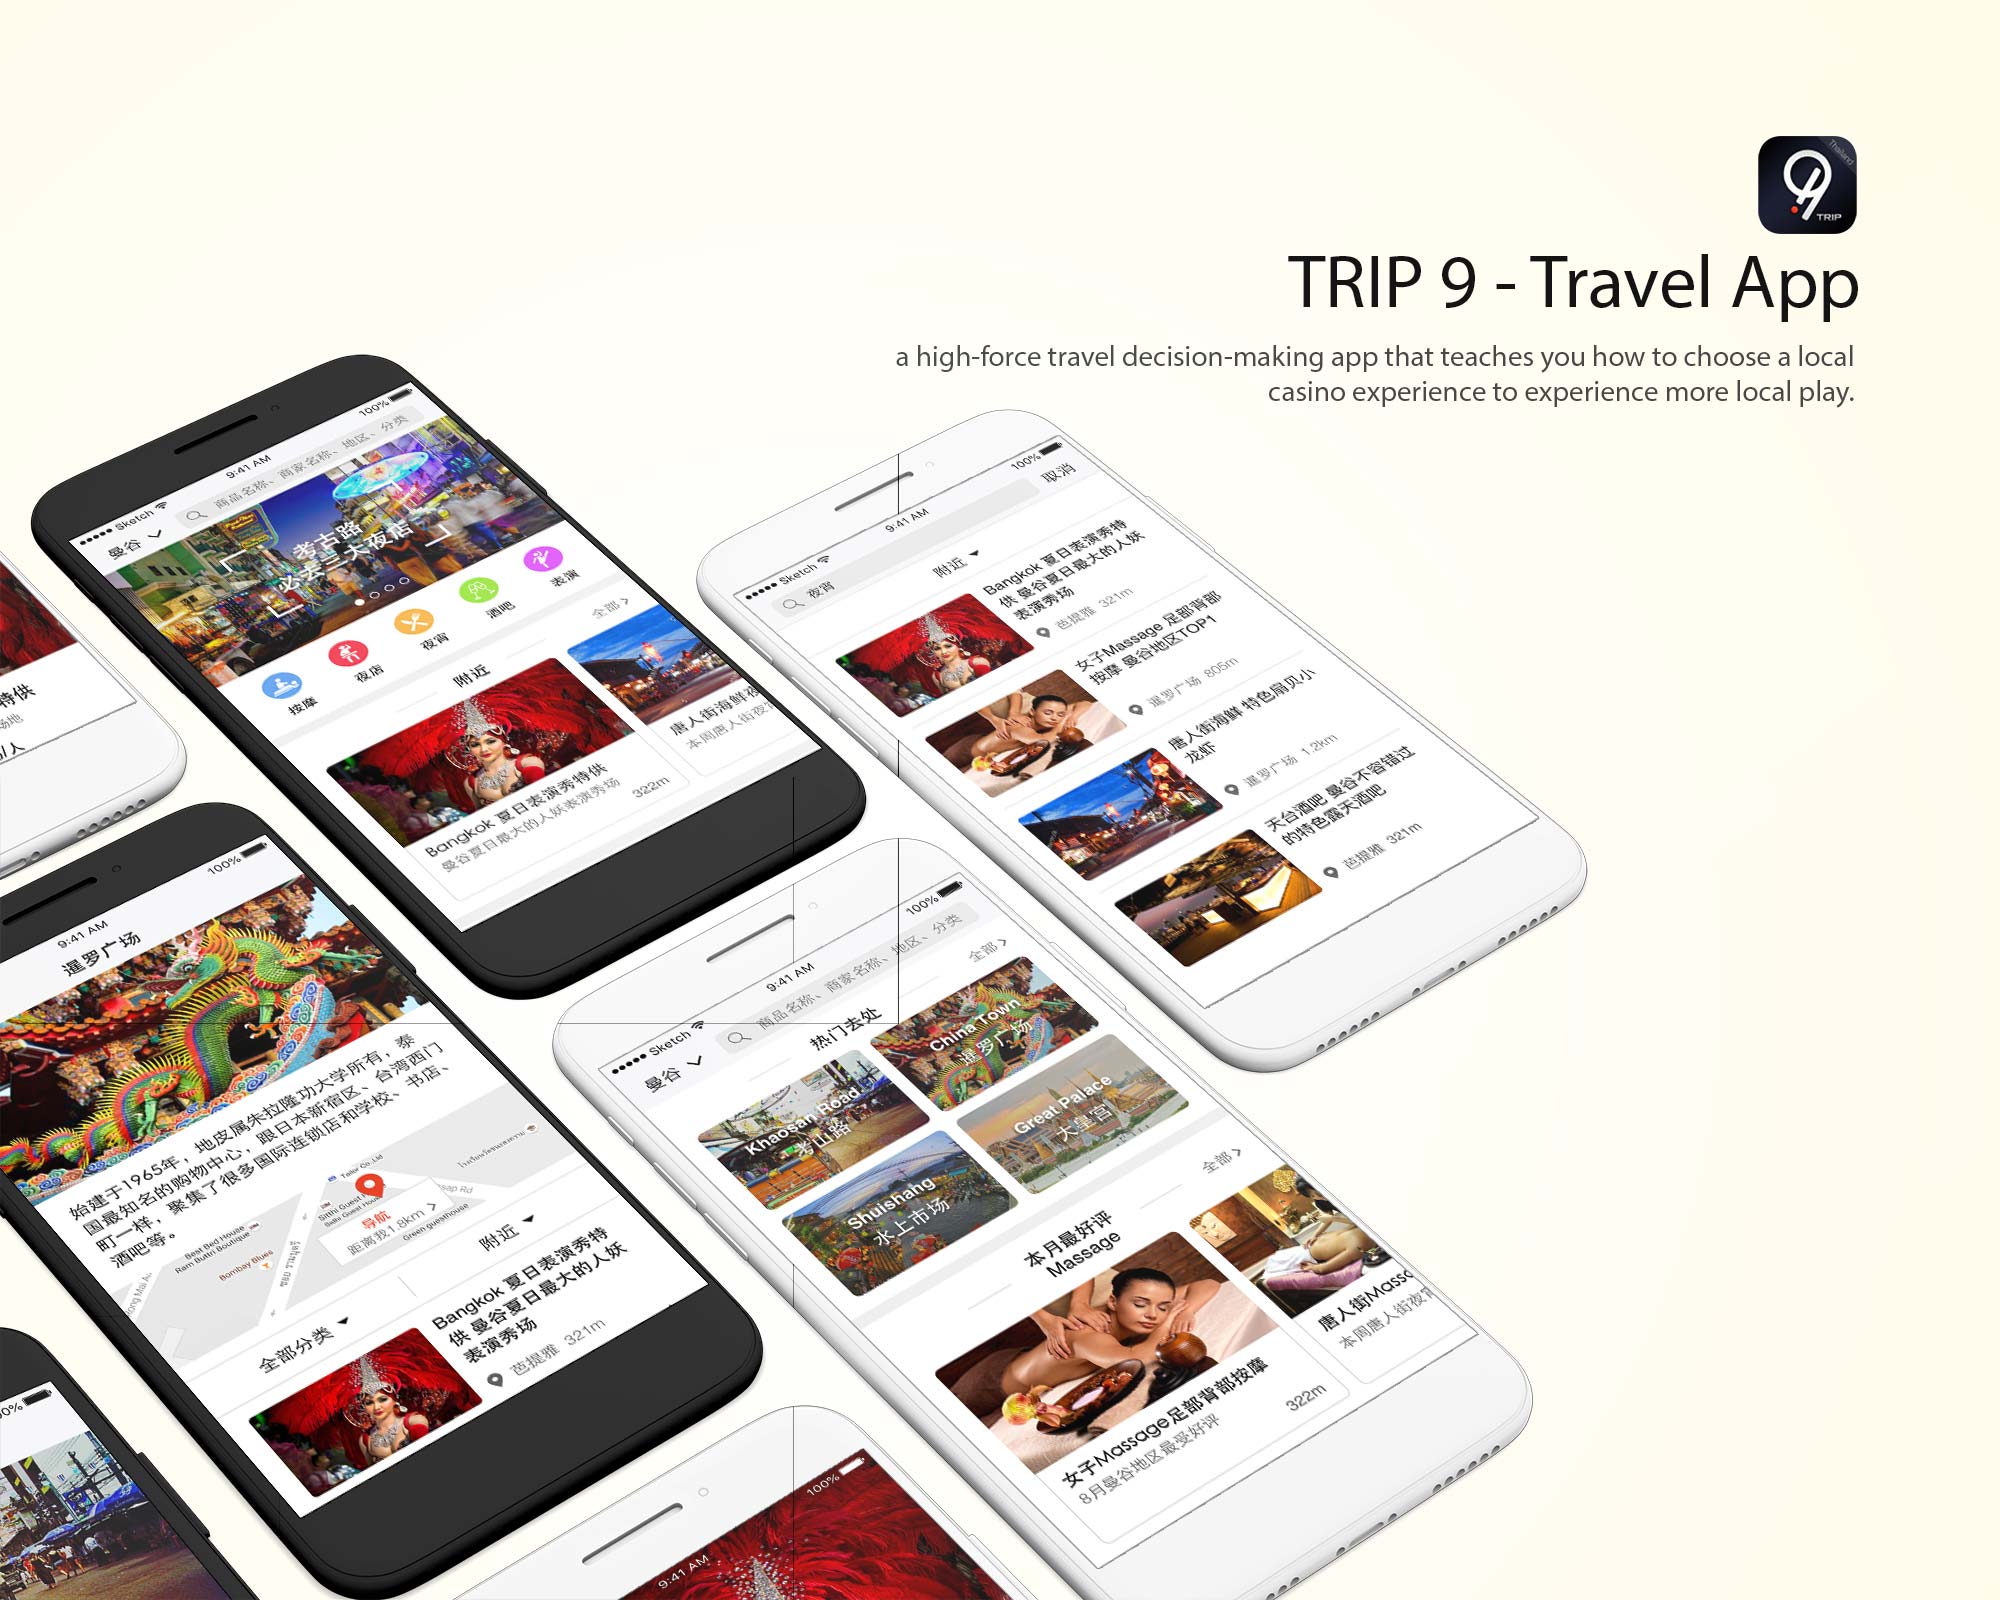 Thailand
TRIP
TRIP 9 - Travel App
a high-force travel decision-making app that teaches you how to choose a local
casino experience to experience more local play.
Sketch
9:41 AM
100%
曼谷
商品名称、商家名称、地区、分类
考古路
必去三大夜店
按摩
夜店
夜宵
酒吧
表演
附近
全部
Bangkok 夏日表演秀特供
曼谷夏日最大的人妖表演秀场
322m
唐人街海鲜夜
本周唐人街夜宵
Sketch
9:41 AM
100%
夜宵
取消
附近
Bangkok 夏日表演秀特
供 曼谷夏日最大的人妖
表演秀场
芭提雅 321m
女子Massage 足部背部
按摩 曼谷地区TOP1
暹罗广场 805m
唐人街海鲜 特色扇贝小
龙虾
暹罗广场 1.2km
天台酒吧 曼谷不容错过
的特色露天酒吧
芭提雅 321m
特供
场地
/人
9:41 AM
100%
暹罗广场
始建于1965年，地皮属朱拉隆功大学所有，泰
国最知名的购物中心，跟日本新宿区、台湾西门
町一样，聚集了很多国际连锁店和学校、书店、
酒吧等。
Tailor Co.,Ltd
Best Bed House
Ram Buttri Boutique
Bombay Blues
Green guesthouse
导航
距离我1.8km
全部分类
附近
Bangkok 夏日表演秀特
供 曼谷夏日最大的人妖
表演秀场
芭提雅 321m
Sketch
9:41 AM
100%
曼谷
商品名称、商家名称、地区、分类
热门去处
全部
Khaosan Road
考山路
China Town
暹罗广场
Shuishang
水上市场
Great Palace
大皇宫
本月最好评
Massage
全部
女子Massage足部背部按摩
8月曼谷地区最受好评
322m
唐人街Massa
本周唐人街夜宵
9:41 AM
100%